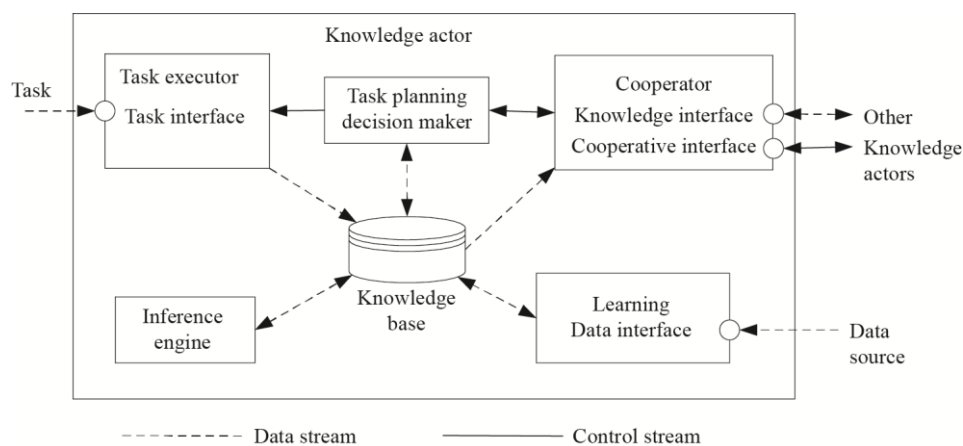 Knowledge actor
Task
Task executor
Task interface
Task planning
decision maker
Cooperator
Knowledge interface
Cooperative interface
Other
Knowledge
actors
Knowledge
base
Inference
engine
Learning
Data interface
Data
source
Data stream
Control stream